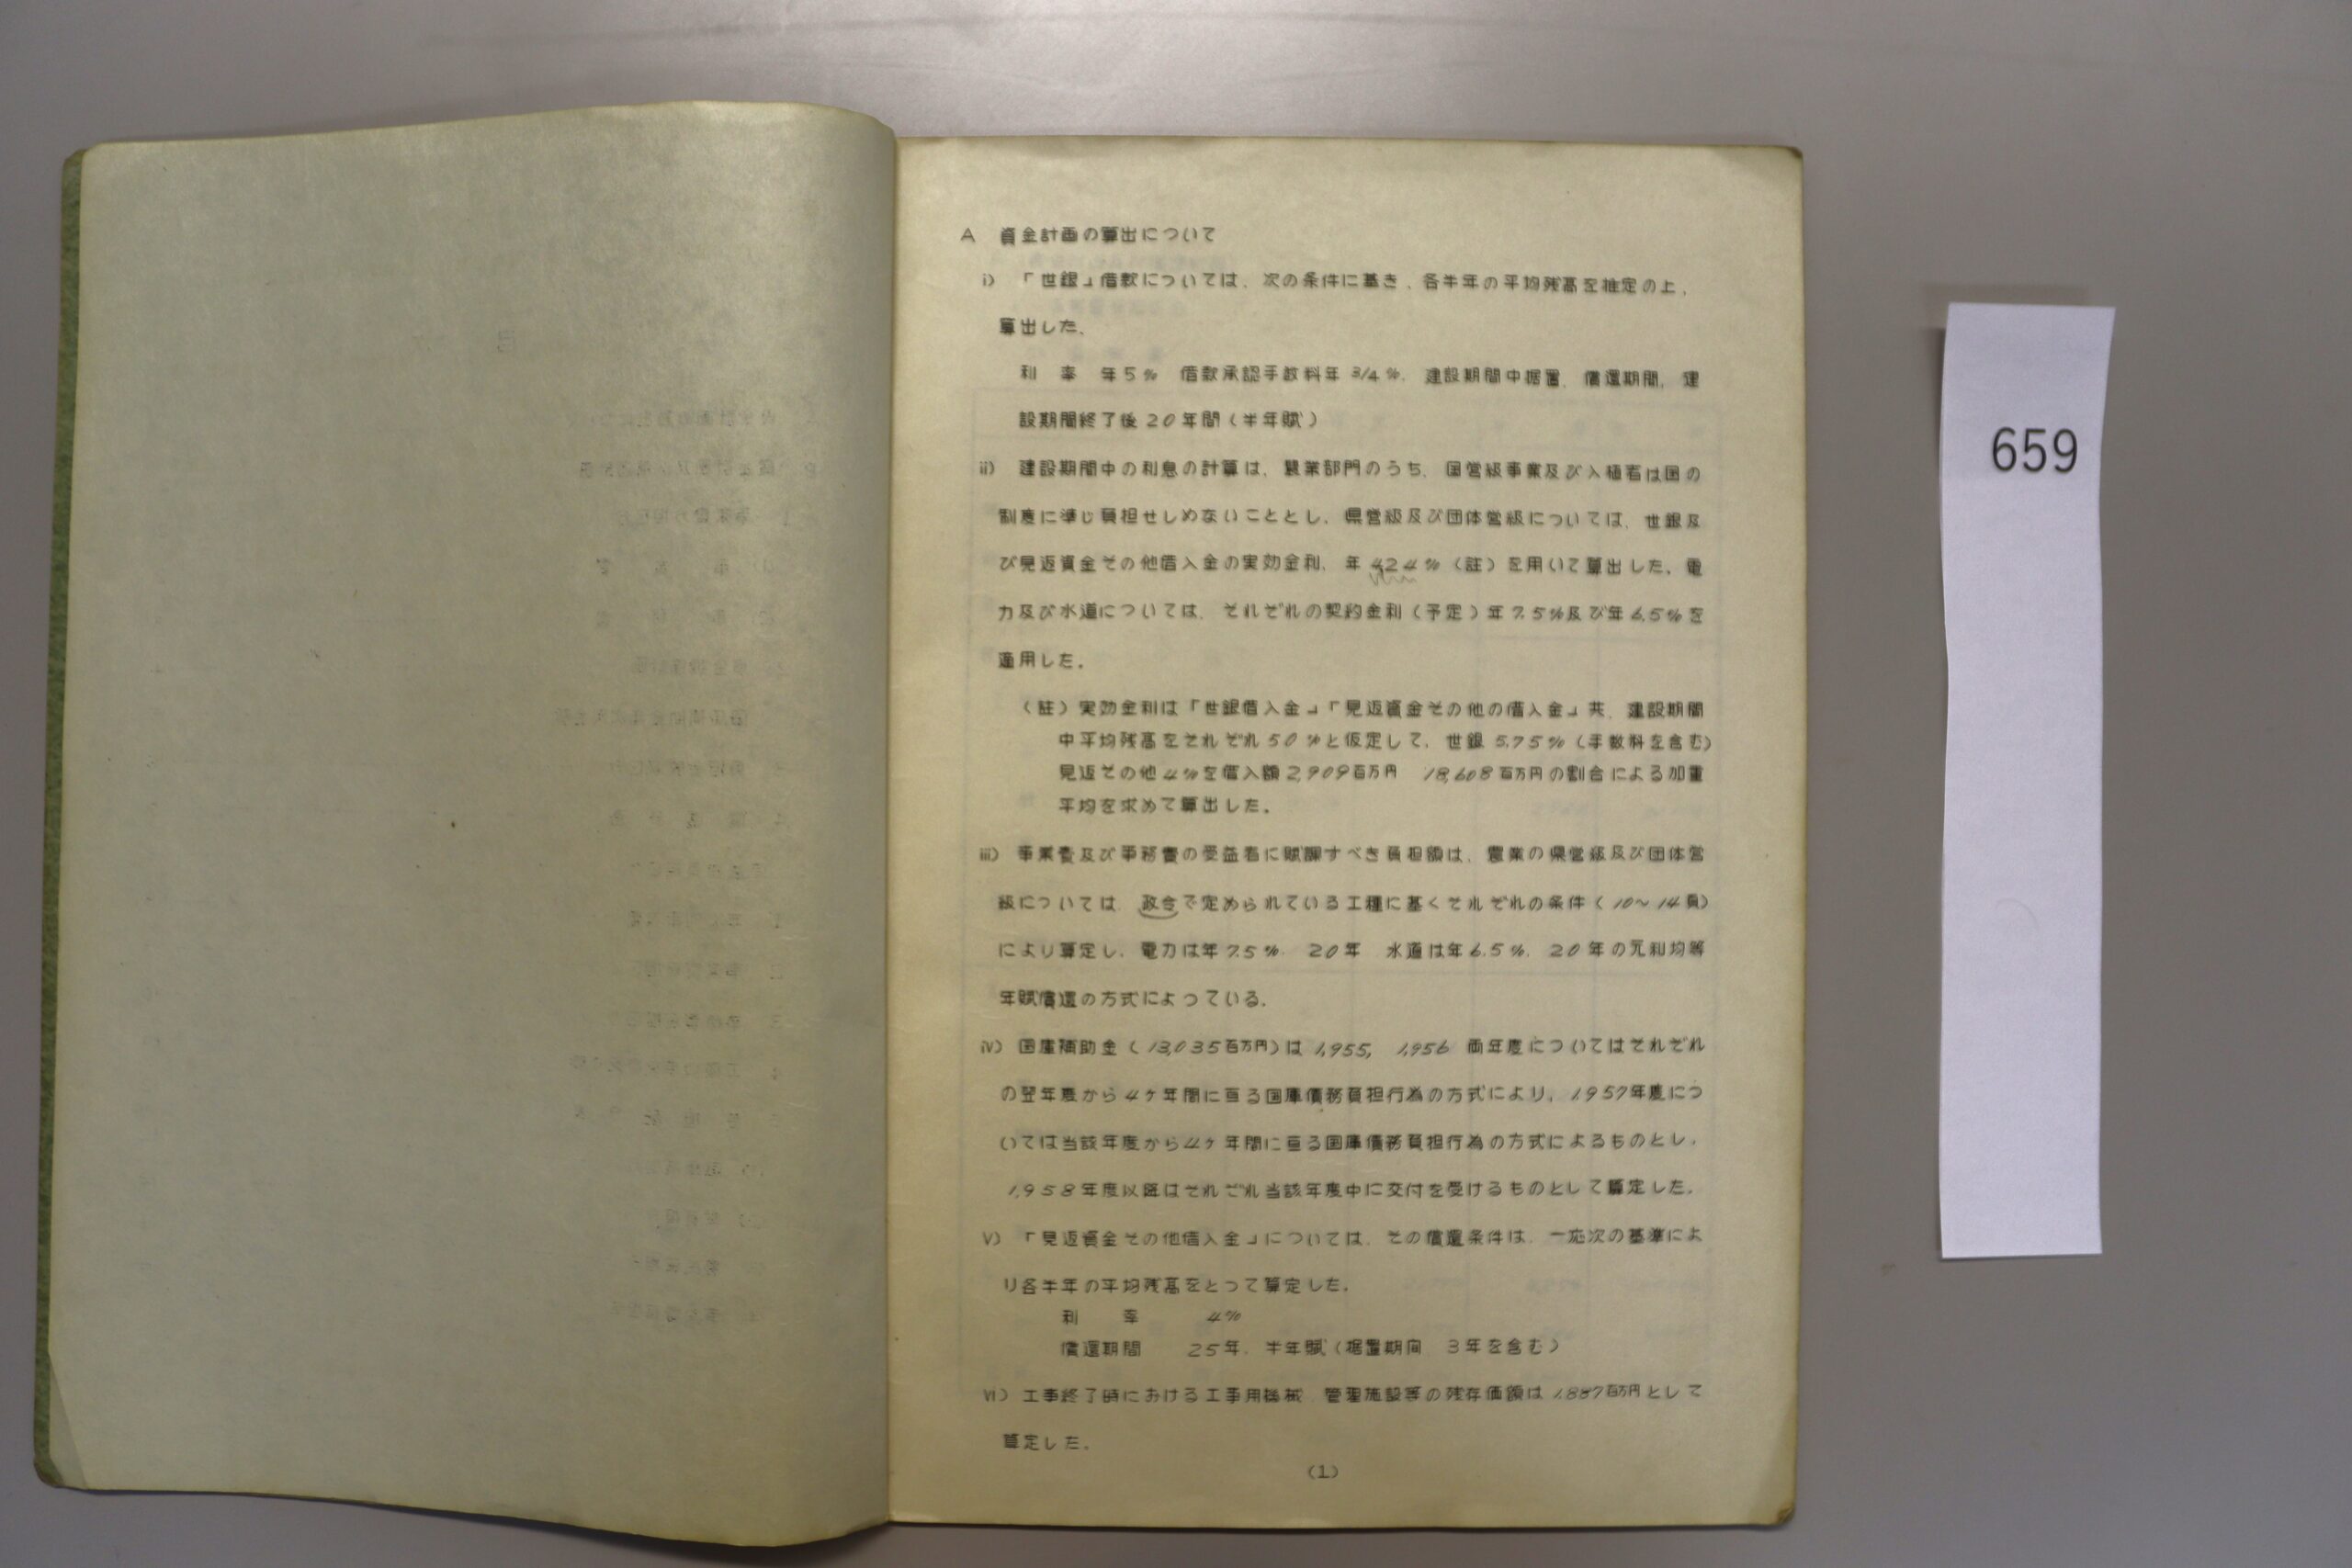 A 資金計画の算出について
i) 「世銀」借款については、次の条件に基き、各半年の平均残高を推定の上、
算出した、
利 率 年5% 借款承認手数料年3/4%、建設期間中据置、償還期間、建
設期間終了後20年間(半年賦)
ii) 建設期間中の利息の計算は、農業部門のうち、国営級事業及び入植者は国の
制度に準じ負担せしめないこととし、県営級及び団体営級については、世銀及
び見返資金その他借入金の実効金利、年4.24%(註)を用いて算出した。電
力及び水道については、それぞれの契約金利(予定)年7.5%及び年6.5%を
適用した。
(註)実効金利は「世銀借入金」「見返資金その他の借入金」共、建設期間
中平均残高をそれぞれ50%と仮定して、世銀5.75%(手数料を含む)
見返その他4%を借入額2,909百万円 18,608百万円の割合による加重
平均を求めて算出した。
iii) 事業費及び事務費の受益者に賦課すべき負担額は、農業の県営級及び団体営
級については、政令で定められている工種に基くそれぞれの条件(10~14頁)
により算定し、電力は年7.5%、20年 水道は年6.5%、20年の元利均等
年賦償還の方式によっている。
iv) 国庫補助金(13,035百万円)は1,955, 1,956 両年度についてはそれぞれ
の翌年度から4ヶ年間に亘る国庫債務負担行為の方式により、1,957年度につ
いては当該年度から4ヶ年間に亘る国庫債務負担行為の方式によるものとし、
1,958年度以降はそれぞれ当該年度中に交付を受けるものとして算定した。
V) 「見返資金その他借入金」については、その償還条件は、一応次の基準によ
り各半年の平均残高をとって算定した。
利 率 4%
償還期間 25年、半年賦(据置期間 3年を含む)
vi) 工事終了時における工事用機械、管理施設等の残存価額は1,887百万円として
算定した。
(1)
659